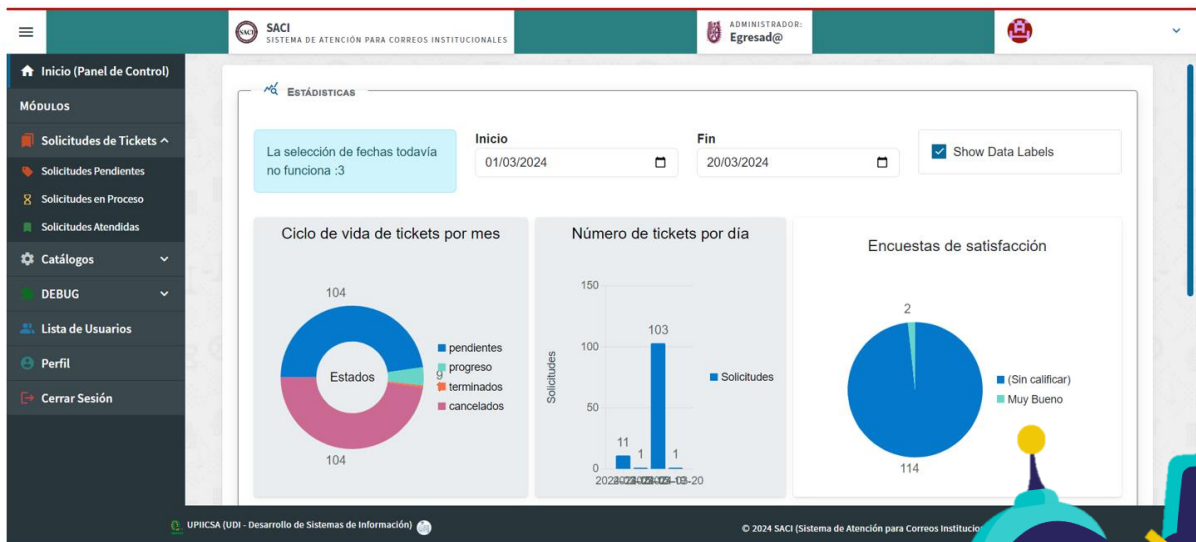 SACI
SISTEMA DE ATENCIÓN PARA CORREOS INSTITUCIONALES
ADMINISTRADOR:
Egresad@
Inicio (Panel de Control)
MÓDULOS
Solicitudes de Tickets
Solicitudes Pendientes
Solicitudes en Proceso
Solicitudes Atendidas
Catálogos
DEBUG
Lista de Usuarios
Perfil
Cerrar Sesión
ESTÁDISTICAS
La selección de fechas todavía
no funciona :3
Inicio
01/03/2024
Fin
20/03/2024
Show Data Labels
Ciclo de vida de tickets por mes
104
Estados
9
104
pendientes
progreso
terminados
cancelados
Número de tickets por día
150
100
50
0
Solicitudes
11
1
103
1
Solicitudes
Encuestas de satisfacción
2
114
(Sin calificar)
Muy Bueno
UPIICSA (UDI - Desarrollo de Sistemas de Información)
© 2024 SACI (Sistema de Atención para Correos